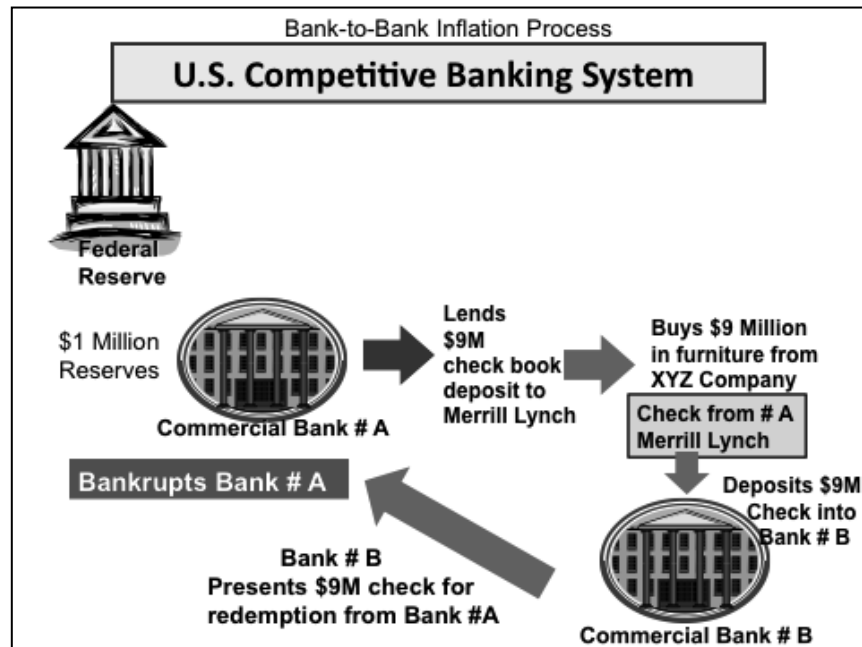 Bank-to-Bank Inflation Process
U.S. Competitive Banking System
Federal
Reserve
$1 Million
Reserves
Commercial Bank # A
Lends
$9M
check book
deposit to
Merrill Lynch
Buys $9 Million
in furniture from
XYZ Company
Check from # A
Merrill Lynch
Deposits $9M
Check into
Bank # B
Commercial Bank # B
Bank # B
Presents $9M check for
redemption from Bank #A
Bankrupts Bank # A